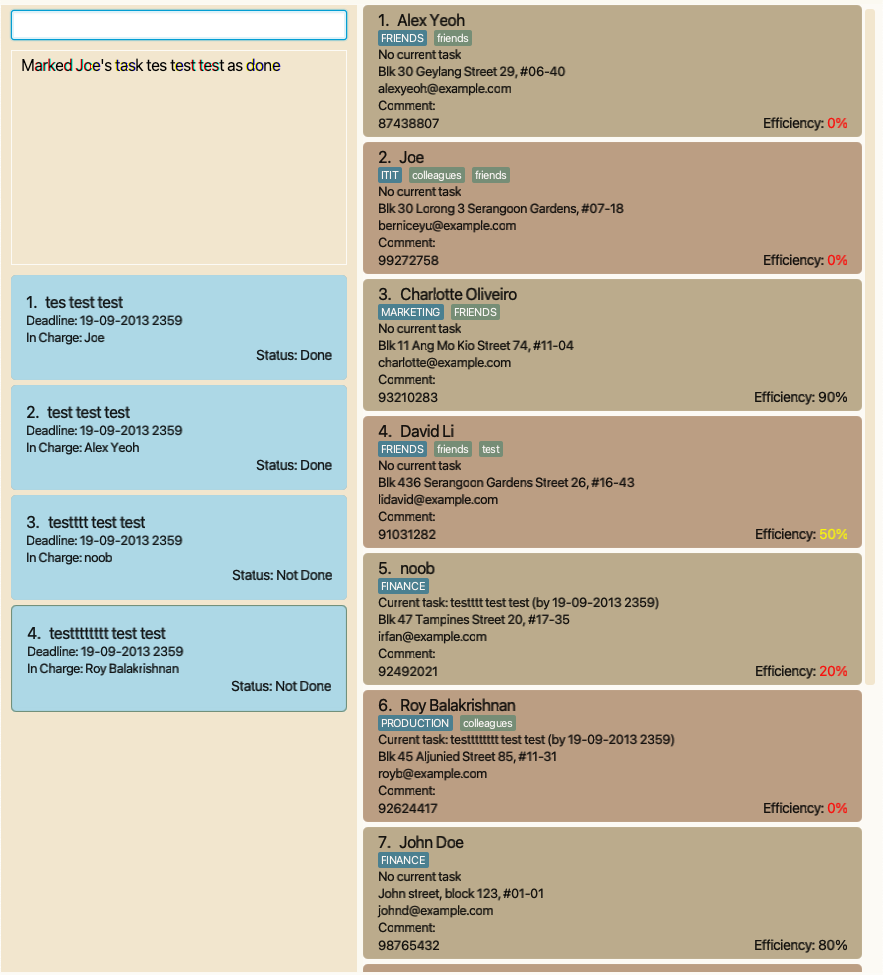 Marked Joe's task tes test test as done
1. tes test test
Deadline: 19-09-2013 2359
In Charge: Joe
Status: Done
2. test test test
Deadline: 19-09-2013 2359
In Charge: Alex Yeoh
Status: Done
3. testttt test test
Deadline: 19-09-2013 2359
In Charge: noob
Status: Not Done
4. testttttttt test test
Deadline: 19-09-2013 2359
In Charge: Roy Balakrishnan
Status: Not Done
1. Alex Yeoh
FRIENDS friends
No current task
Blk 30 Geylang Street 29, #06-40
alexyeoh@example.com
Comment:
87438807 Efficiency: 0%
2. Joe
ITIT colleagues friends
No current task
Blk 30 Lorong 3 Serangoon Gardens, #07-18
berniceyu@example.com
Comment:
99272758 Efficiency: 0%
3. Charlotte Oliveiro
MARKETING FRIENDS
No current task
Blk 11 Ang Mo Kio Street 74, #11-04
charlotte@example.com
Comment:
93210283 Efficiency: 90%
4. David Li
FRIENDS friends test
No current task
Blk 436 Serangoon Gardens Street 26, #16-43
lidavid@example.com
Comment:
91031282 Efficiency: 50%
5. noob
FINANCE
Current task: testttt test test (by 19-09-2013 2359)
Blk 47 Tampines Street 20, #17-35
irfan@example.com
Comment:
92492021 Efficiency: 20%
6. Roy Balakrishnan
PRODUCTION colleagues
Current task: testttttttt test test (by 19-09-2013 2359)
Blk 45 Aljunied Street 85, #11-31
royb@example.com
Comment:
92624417 Efficiency: 0%
7. John Doe
FINANCE
No current task
John street, block 123, #01-01
johnd@example.com
Comment:
98765432 Efficiency: 80%